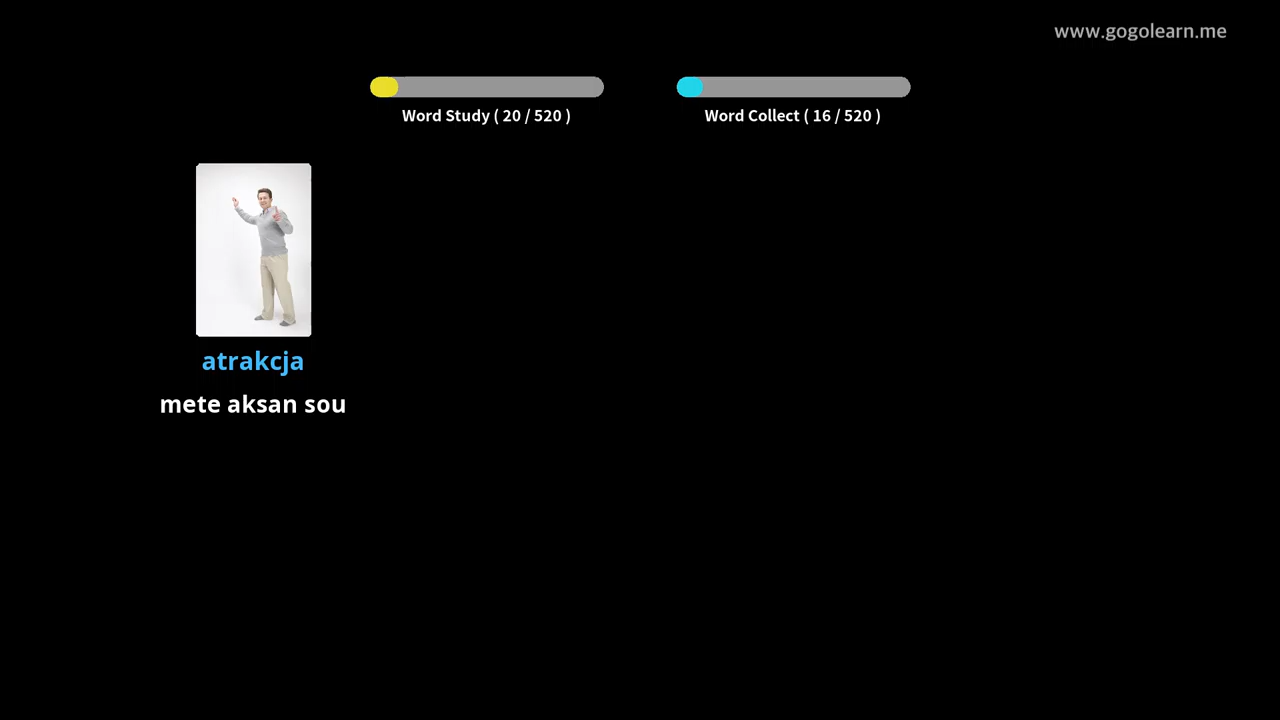 www.gogolearn.me
Word Study ( 20 / 520 )
Word Collect ( 16 / 520 )
atrakcja
mete aksan sou